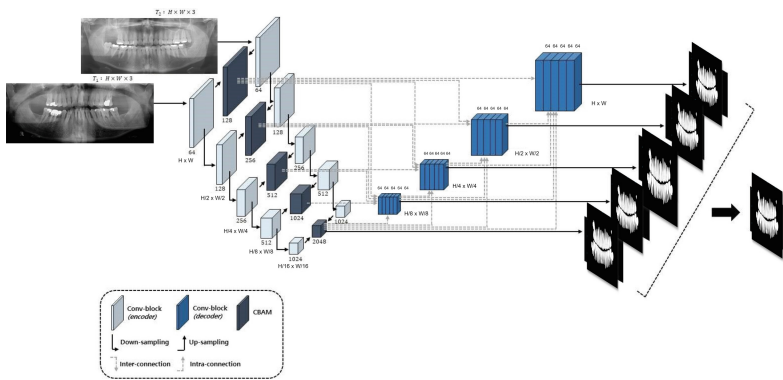 T₂ : H × W × 3
T₁ : H × W × 3
64
128
64
H x W
128
128
H/2 x W/2
256
256
H/4 x W/4
256
512
512
H/8 x W/8
512
1024
1024
H/16 x W/16
1024
2048
64 64 64 64 64
H x W
64 64 64 64 64
H/2 x W/2
64 64 64 64 64
H/4 x W/4
64 64 64 64 64
H/8 x W/8
Conv-block
(encoder)
Conv-block
(decoder)
CBAM
Down-sampling
Up-sampling
Inter-connection
Intra-connection